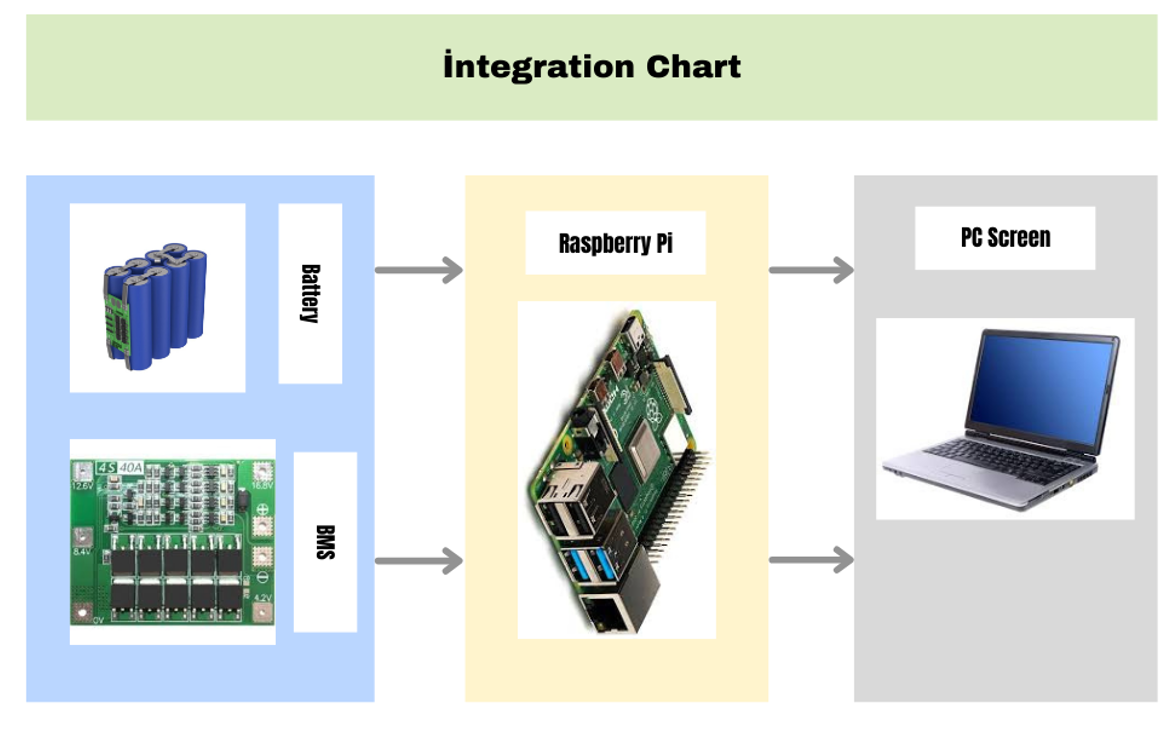 İntegration Chart
Battery
Raspberry Pi
PC Screen
4S 40A
12.6V
16.8V
8.4V
4.2V
0V
BMS